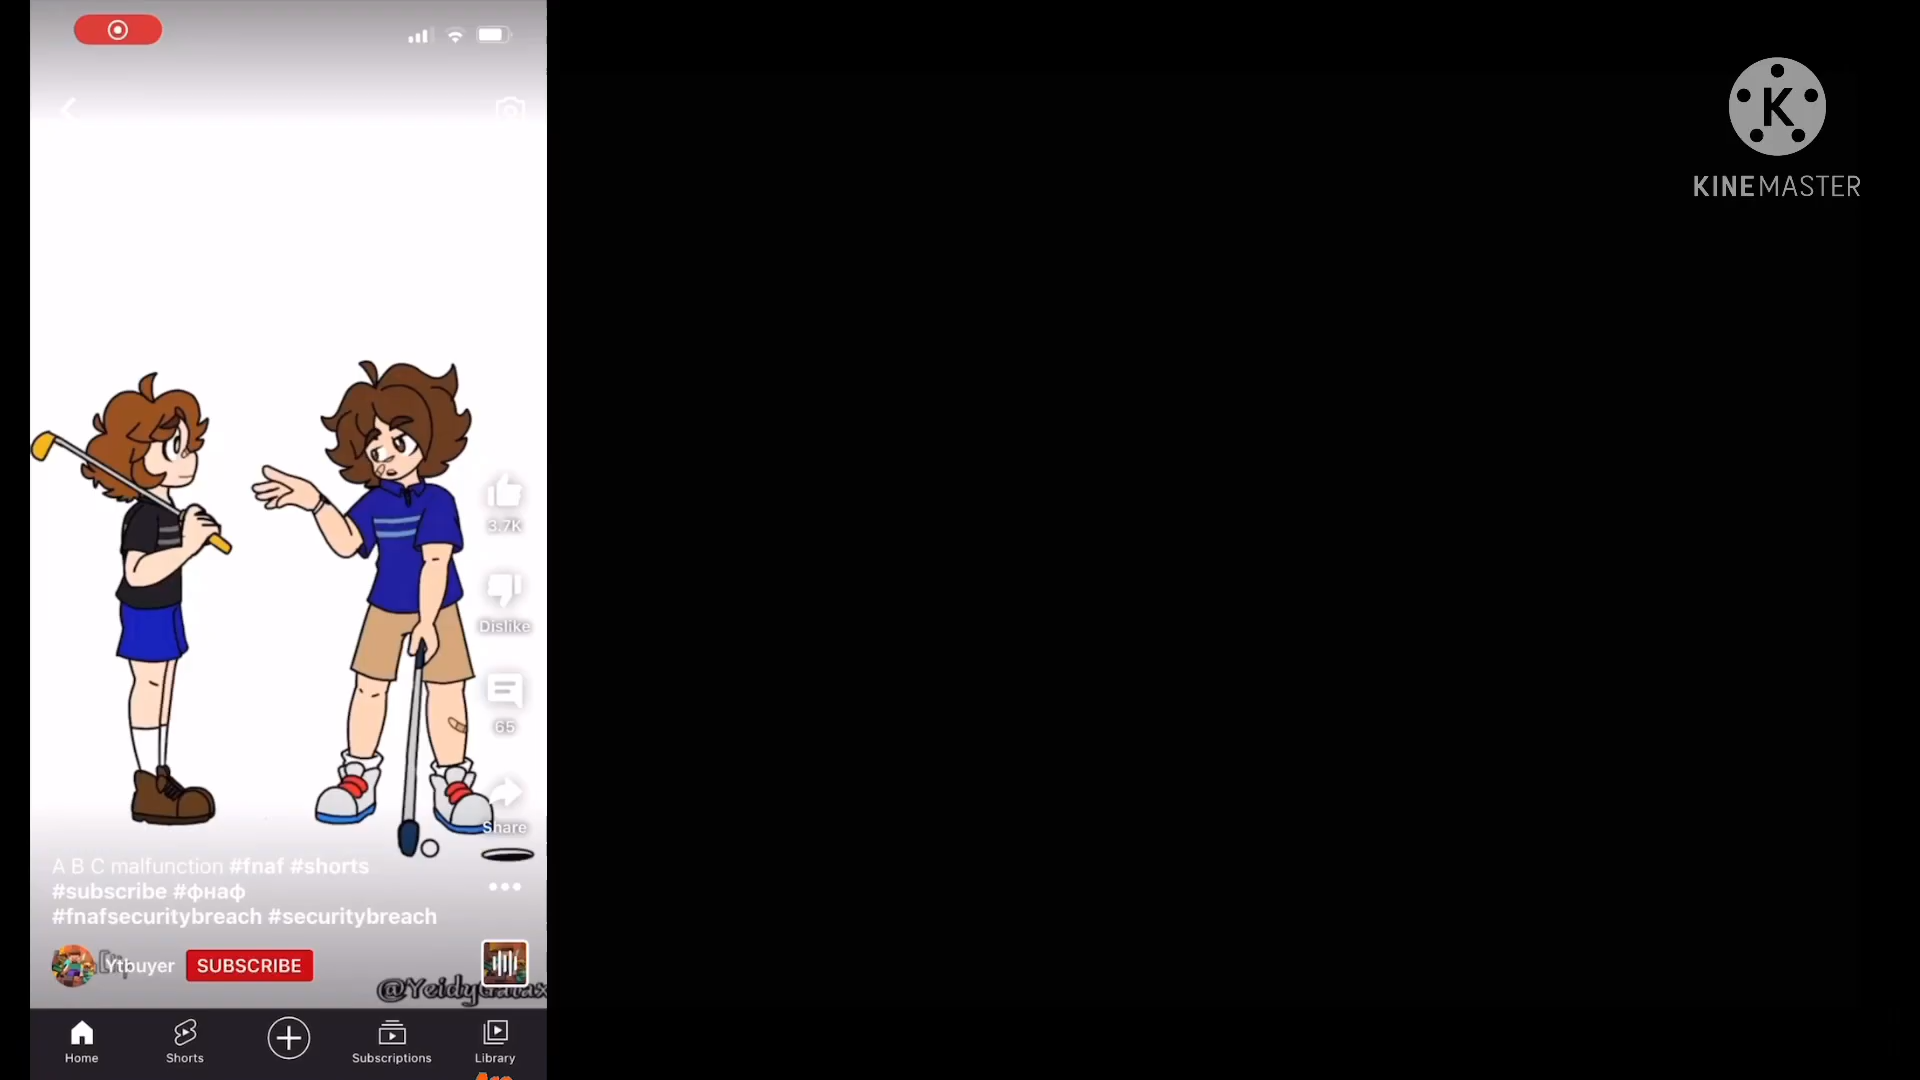 K
KINEMASTER
3.7K
Dislike
65
Share
A B C malfunction #fnaf #shorts
#subscribe #фнаф
#fnafsecuritybreach #securitybreach
Ytbuyer SUBSCRIBE
Home Shorts Subscriptions Library